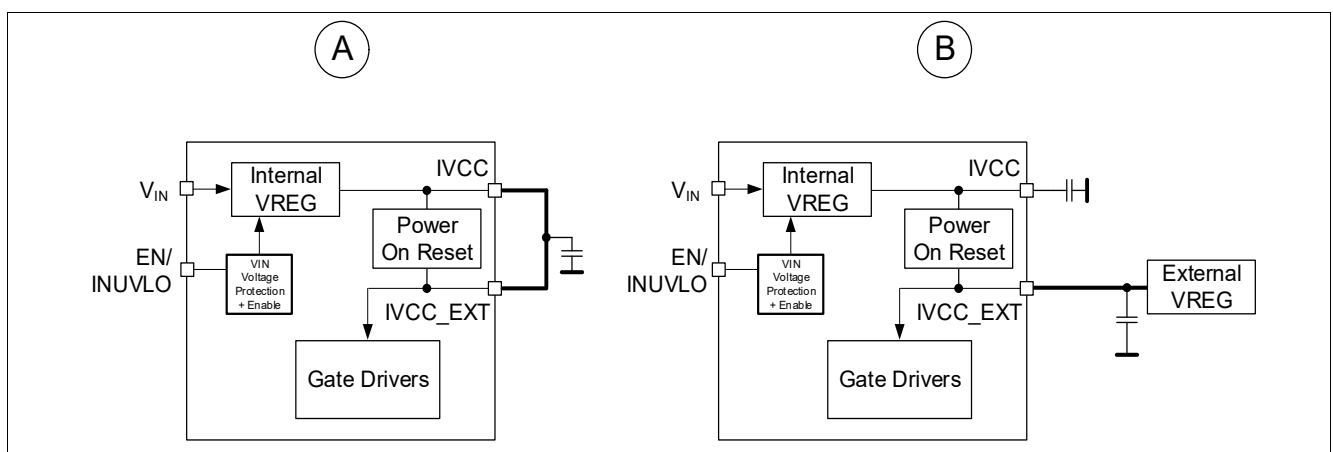 A
Internal
VREG
IVCC
VIN
Power
On Reset
EN/
INUVLO
VIN
Voltage
Protection
+ Enable
IVCC_EXT
Gate Drivers
B
Internal
VREG
IVCC
VIN
Power
On Reset
EN/
INUVLO
VIN
Voltage
Protection
+ Enable
External
VREG
IVCC_EXT
Gate Drivers